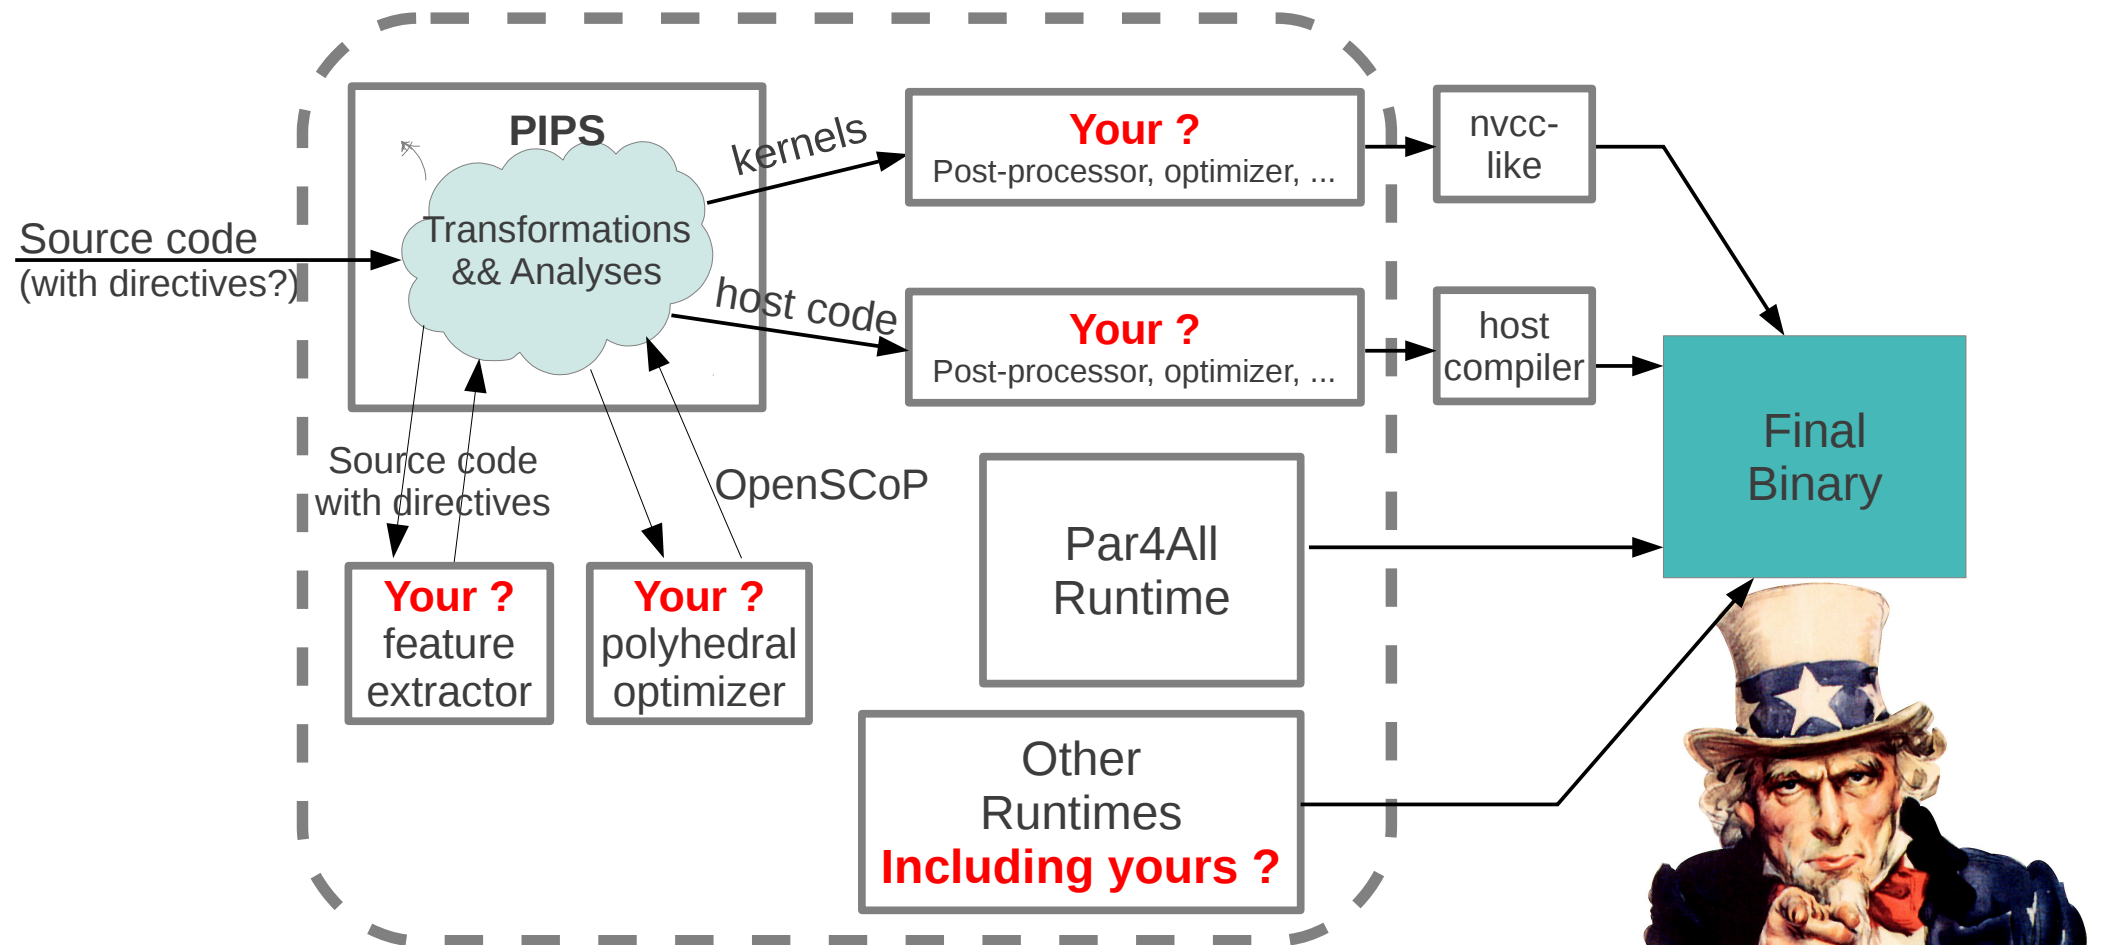 PIPS
Transformations
&& Analyses
Source code
(with directives?)
kernels
host code
Your ?
Post-processor, optimizer, ...
nvcc-
like
Your ?
Post-processor, optimizer, ...
host
compiler
Final
Binary
Source code
with directives
OpenSCoP
Your ?
feature
extractor
Your ?
polyhedral
optimizer
Par4All
Runtime
Other
Runtimes
Including yours ?